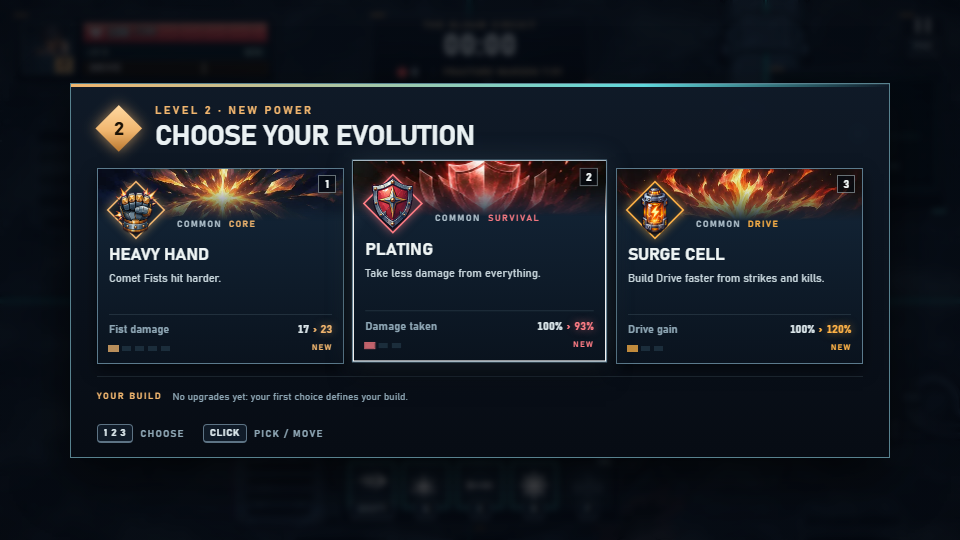 00:00
LEVEL 2 · NEW POWER
2
CHOOSE YOUR EVOLUTION
1
COMMON CORE
HEAVY HAND
Comet Fists hit harder.
Fist damage 17 › 23
NEW
2
COMMON SURVIVAL
PLATING
Take less damage from everything.
Damage taken 100% › 93%
NEW
3
COMMON DRIVE
SURGE CELL
Build Drive faster from strikes and kills.
Drive gain 100% › 120%
NEW
YOUR BUILD No upgrades yet: your first choice defines your build.
1 2 3 CHOOSE CLICK PICK / MOVE